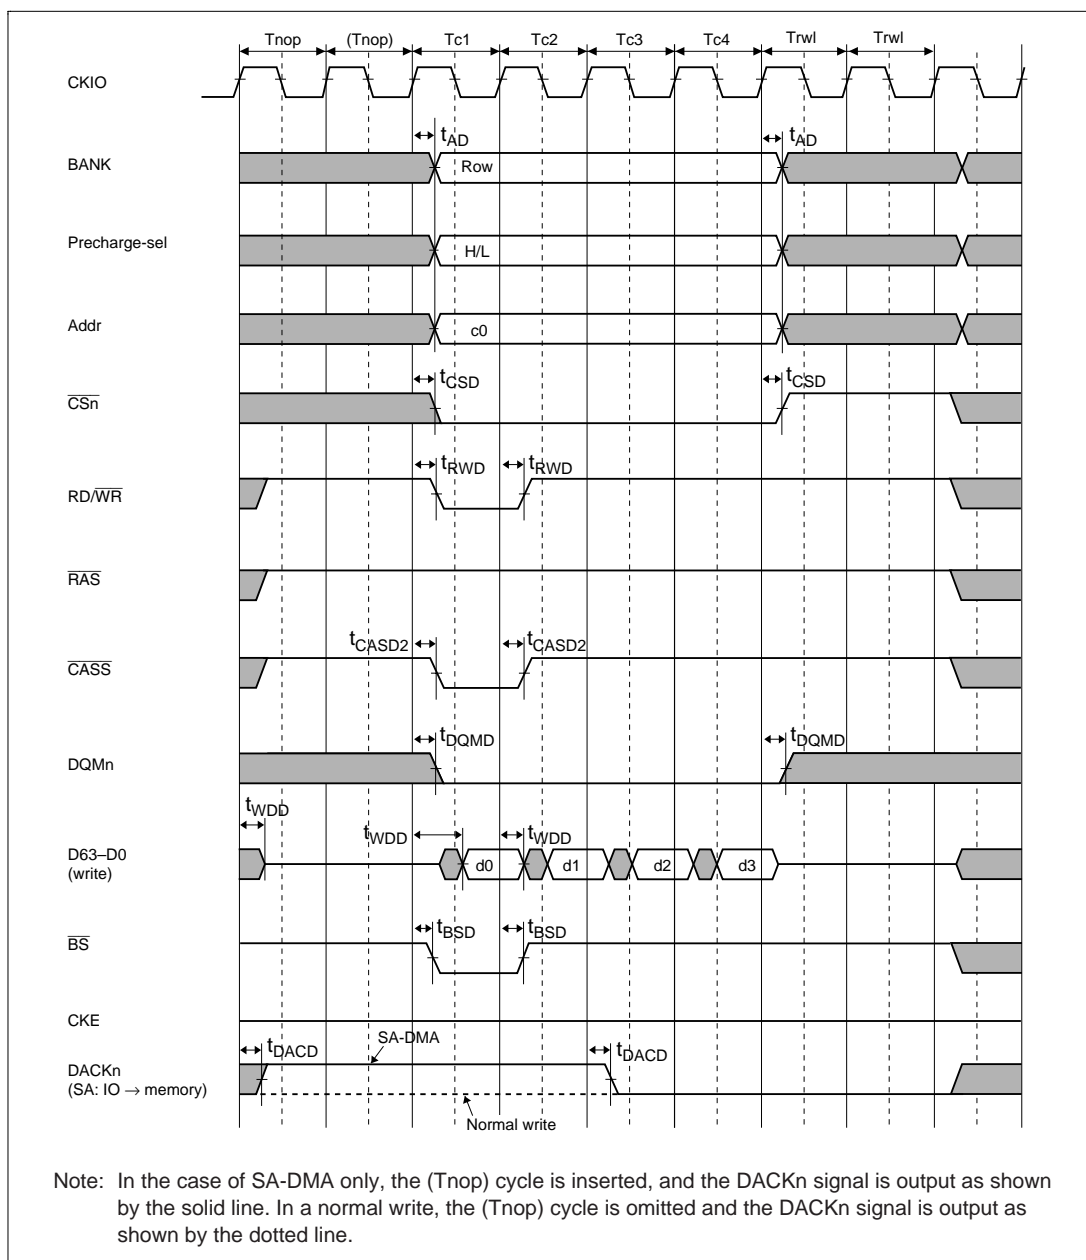 Tnop (Tnop) Tc1 Tc2 Tc3 Tc4 Trwl Trwl
CKIO
tAD tAD
BANK Row
Precharge-sel H/L
Addr c0
tCSD tCSD
CSn
tRWD tRWD
RD/WR
RAS
tCASD2 tCASD2
CASS
tDQMD tDQMD
DQMn
tWDD tWDD tWDD
D63–D0 d0 d1 d2 d3
(write)
tBSD tBSD
BS
CKE
SA-DMA
tDACD tDACD
DACKn
(SA: IO → memory)
Normal write
Note: In the case of SA-DMA only, the (Tnop) cycle is inserted, and the DACKn signal is output as shown
by the solid line. In a normal write, the (Tnop) cycle is omitted and the DACKn signal is output as
shown by the dotted line.